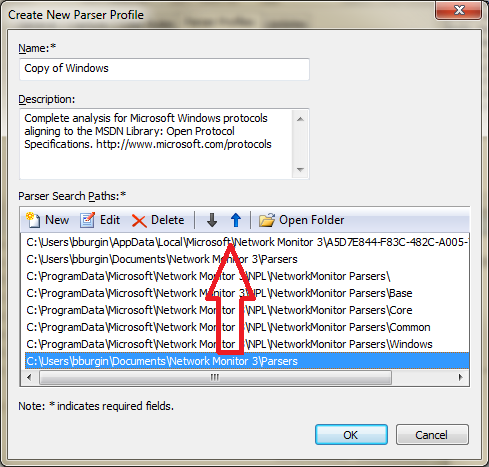 Create New Parser Profile
Name:*
Copy of Windows
Description:
Complete analysis for Microsoft Windows protocols
aligning to the MSDN Library: Open Protocol
Specifications. http://www.microsoft.com/protocols
Parser Search Paths:*
New Edit Delete Open Folder
C:\Users\bburgin\AppData\Local\Microsoft\Network Monitor 3\A5D7E844-F83C-482C-A005-
C:\Users\bburgin\Documents\Network Monitor 3\Parsers
C:\ProgramData\Microsoft\Network Monitor 3\NPL\NetworkMonitor Parsers\
C:\ProgramData\Microsoft\Network Monitor 3\NPL\NetworkMonitor Parsers\Base
C:\ProgramData\Microsoft\Network Monitor 3\NPL\NetworkMonitor Parsers\Core
C:\ProgramData\Microsoft\Network Monitor 3\NPL\NetworkMonitor Parsers\Common
C:\ProgramData\Microsoft\Network Monitor 3\NPL\NetworkMonitor Parsers\Windows
C:\Users\bburgin\Documents\Network Monitor 3\Parsers
Note: * indicates required fields.
OK Cancel